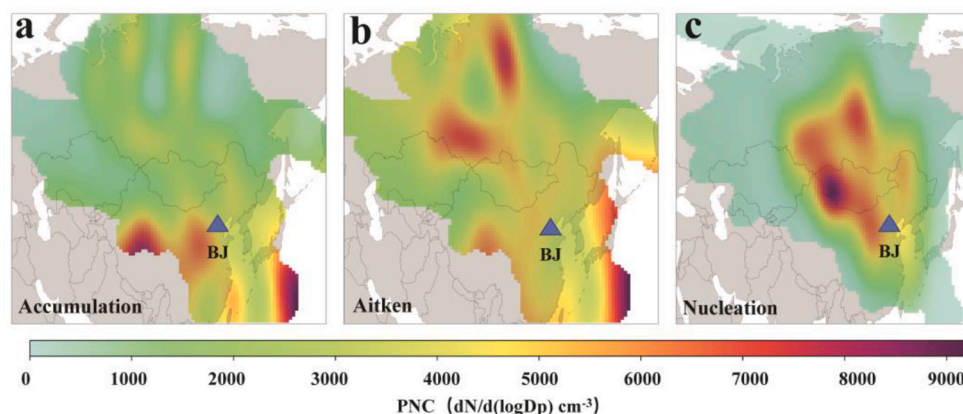 a
b
c
BJ
BJ
BJ
Accumulation
Aitken
Nucleation
0 1000 2000 3000 4000 5000 6000 7000 8000 9000
PNC (dN/d(logDp) cm⁻³)